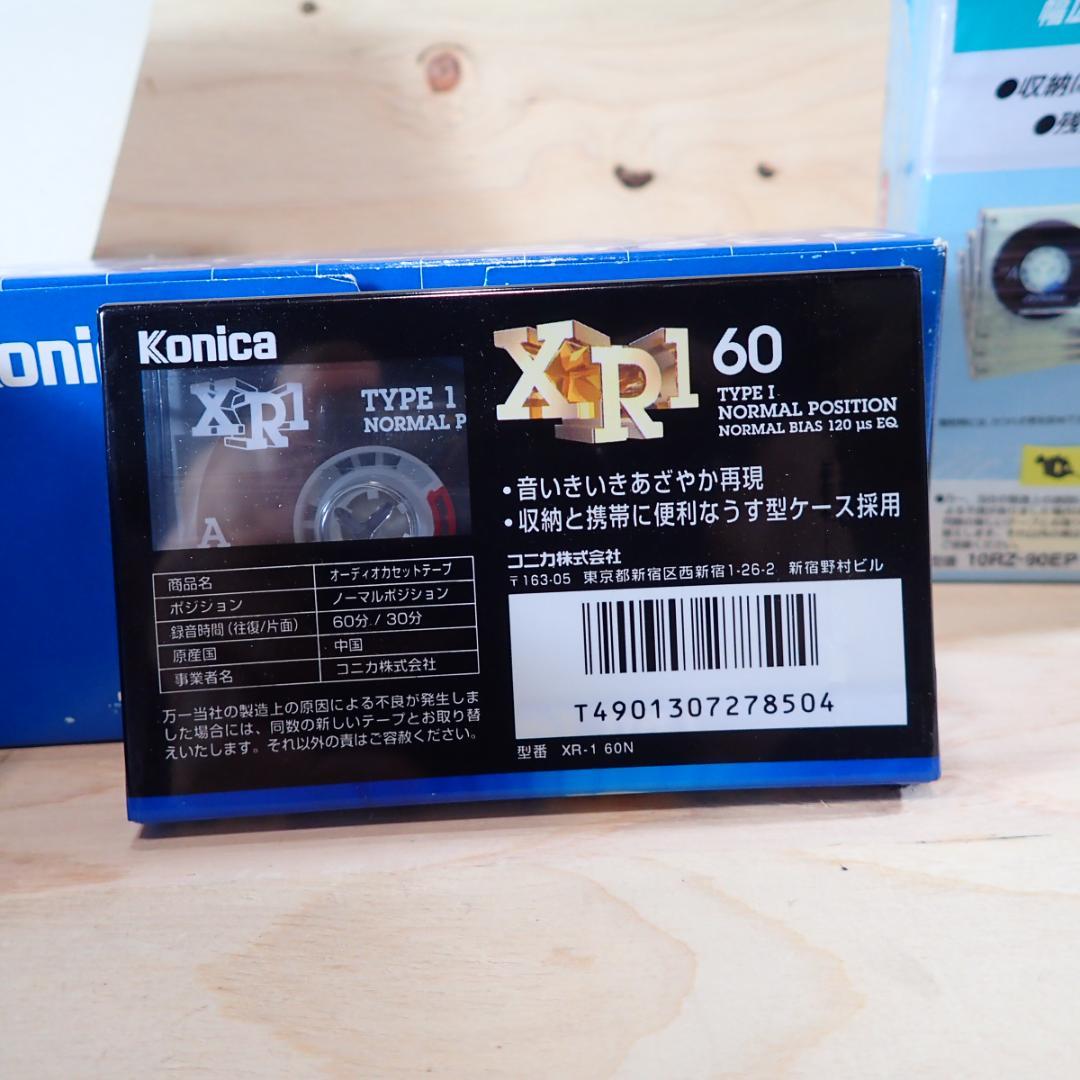 Konica
XR1
TYPE 1
NORMAL P
A
商品名 オーディオカセットテープ
ポジション ノーマルポジション
録音時間(往復/片面) 60分/30分
原産国 中国
事業者名 コニカ株式会社
万一当社の製造上の原因による不良が発生しま
した場合には、同数の新しいテープとお取り替
えいたします。それ以外の責はご容赦ください。
XR1 60
TYPE I
NORMAL POSITION
NORMAL BIAS 120 µs EQ
・音いきいきあざやか再現
・収納と携帯に便利なうす型ケース採用
コニカ株式会社
〒163-05 東京都新宿区西新宿1-26-2 新宿野村ビル
T4901307278504
型番 XR-1 60N
oni
●収納に
●残
10RZ-90EP